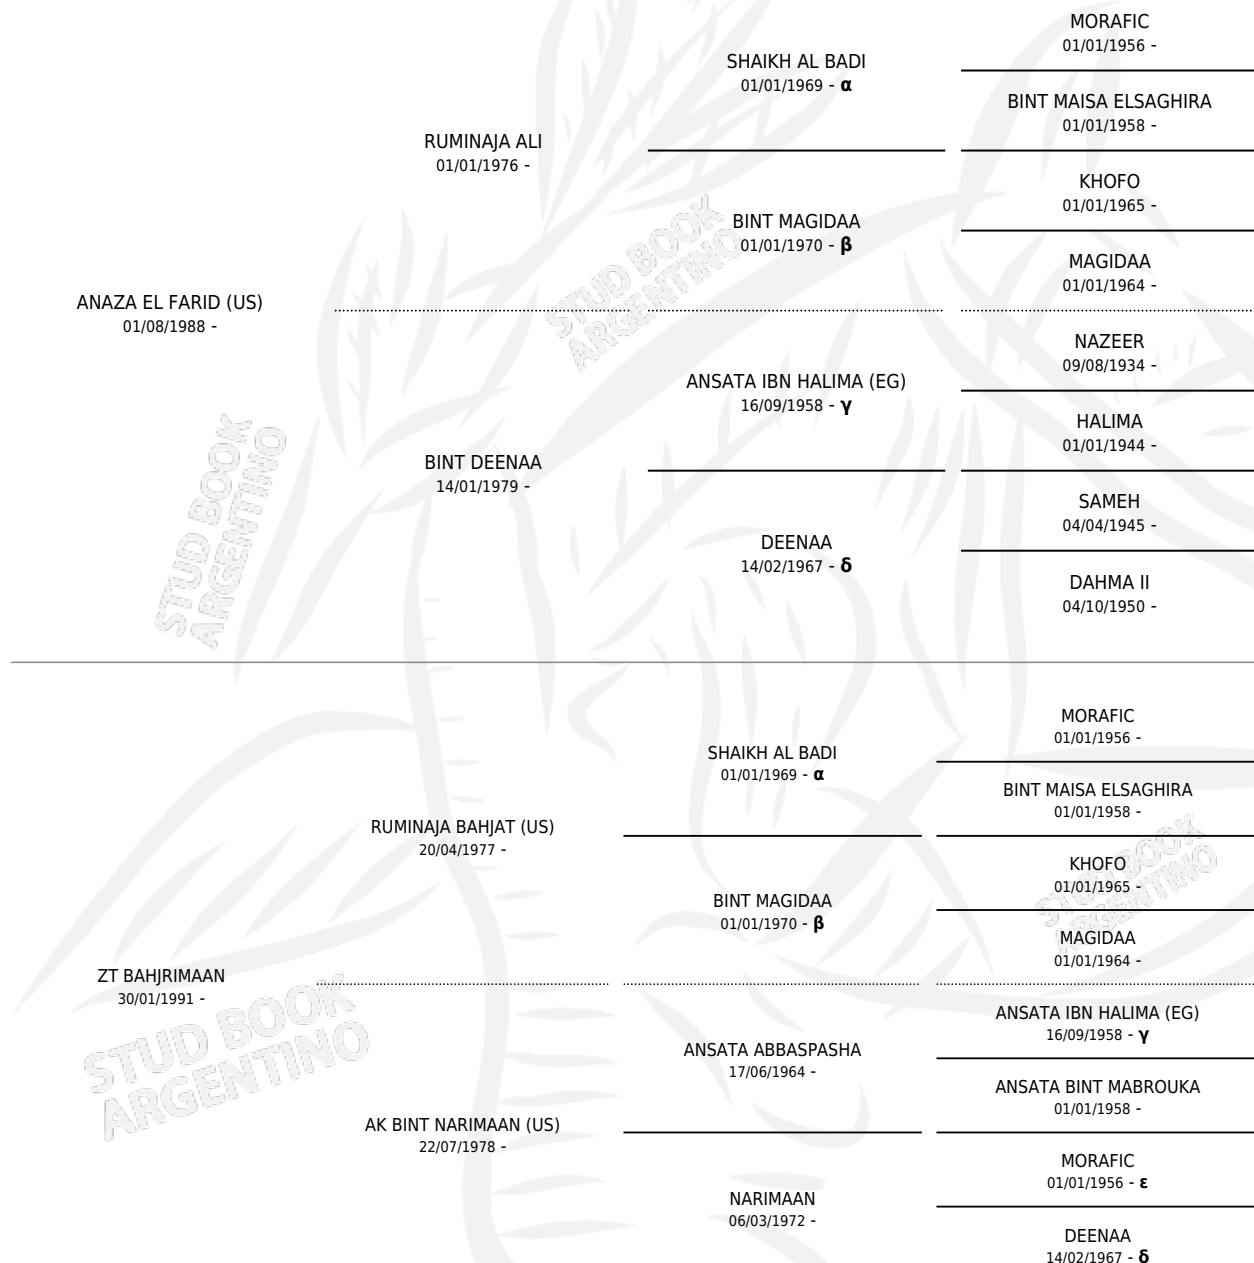 MORAFIC
01/01/1956 -
SHAIKH AL BADI
01/01/1969 - α
BINT MAISA ELSAGHIRA
01/01/1958 -
RUMINAJA ALI
01/01/1976 -
KHOFO
01/01/1965 -
BINT MAGIDAA
01/01/1970 - β
MAGIDAA
01/01/1964 -
ANAZA EL FARID (US)
01/08/1988 -
NAZEER
09/08/1934 -
ANSATA IBN HALIMA (EG)
16/09/1958 - γ
HALIMA
01/01/1944 -
BINT DEENAA
14/01/1979 -
SAMEH
04/04/1945 -
DEENAA
14/02/1967 - δ
DAHMA II
04/10/1950 -
STUD BOOK
ARGENTINO
STUD BOOK
ARGENTINO
MORAFIC
01/01/1956 -
SHAIKH AL BADI
01/01/1969 - α
BINT MAISA ELSAGHIRA
01/01/1958 -
RUMINAJA BAHJAT (US)
20/04/1977 -
KHOFO
01/01/1965 -
BINT MAGIDAA
01/01/1970 - β
MAGIDAA
01/01/1964 -
ZT BAHJRIMAAN
30/01/1991 -
ANSATA IBN HALIMA (EG)
16/09/1958 - γ
ANSATA ABBASPASHA
17/06/1964 -
ANSATA BINT MABROUKA
01/01/1958 -
AK BINT NARIMAAN (US)
22/07/1978 -
MORAFIC
01/01/1956 - ε
NARIMAAN
06/03/1972 -
DEENAA
14/02/1967 - δ
STUD BOOK
ARGENTINO
STUD BOOK
ARGENTINO